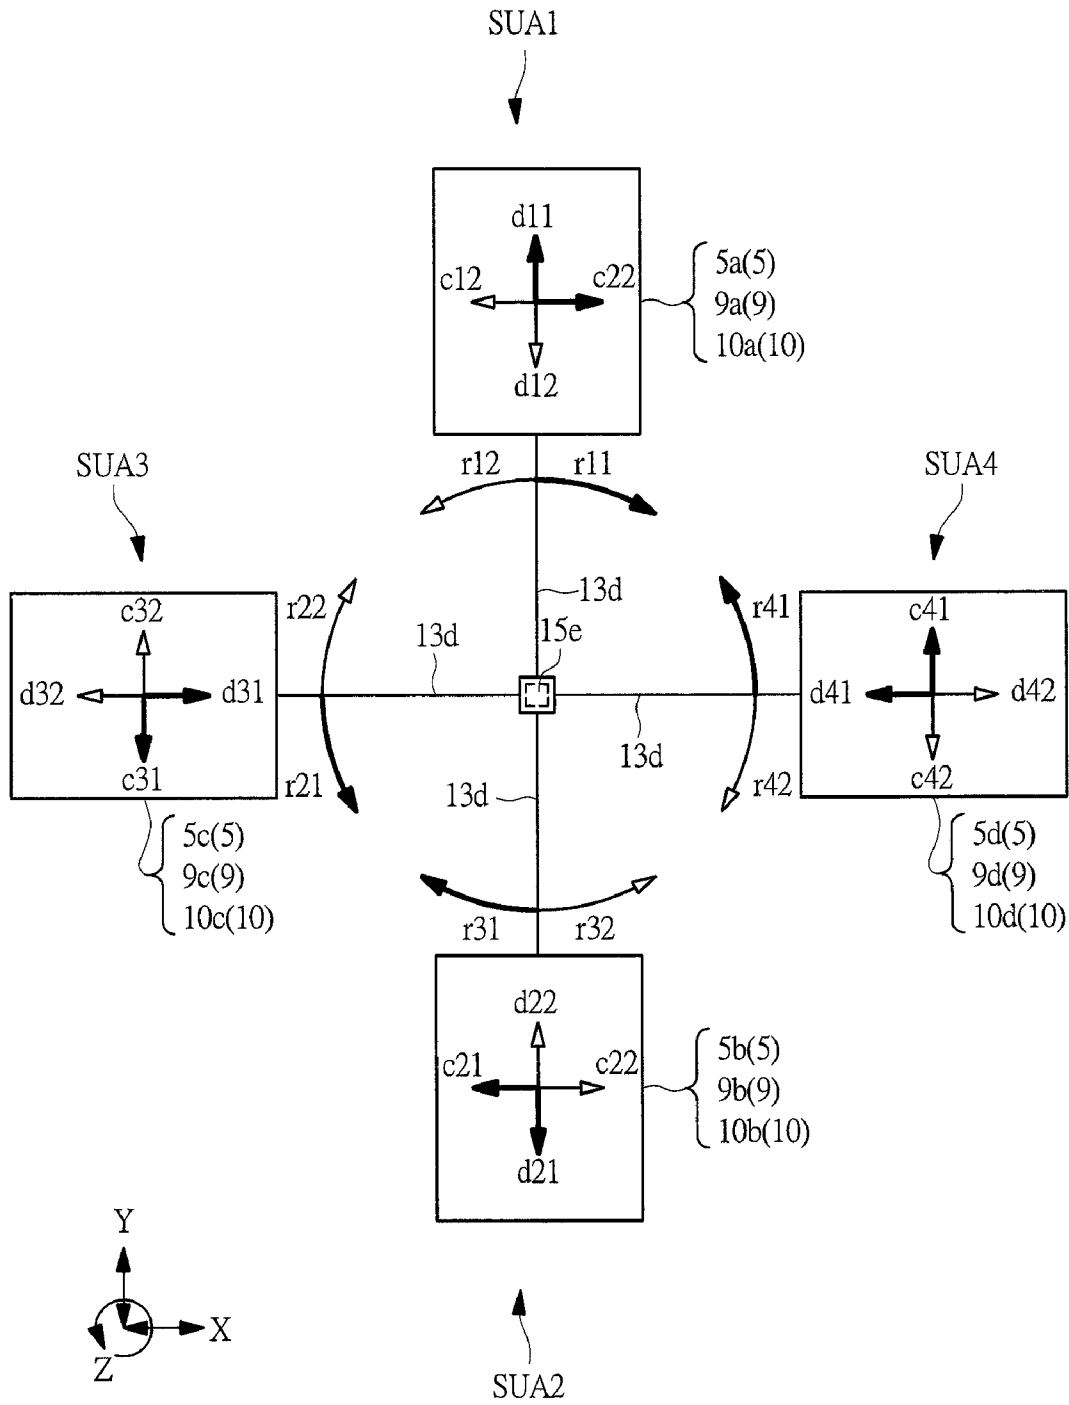 SUA1
d11
c12 c22
d12
5a(5)
9a(9)
10a(10)
SUA3
r12 r11
SUA4
c32
d32 d31
c31
r22
r21
13d
13d
15e
13d
13d
r41
r42
c41
d41 d42
c42
5c(5)
9c(9)
10c(10)
5d(5)
9d(9)
10d(10)
r31 r32
d22
c21 c22
d21
5b(5)
9b(9)
10b(10)
Y
X
Z
SUA2